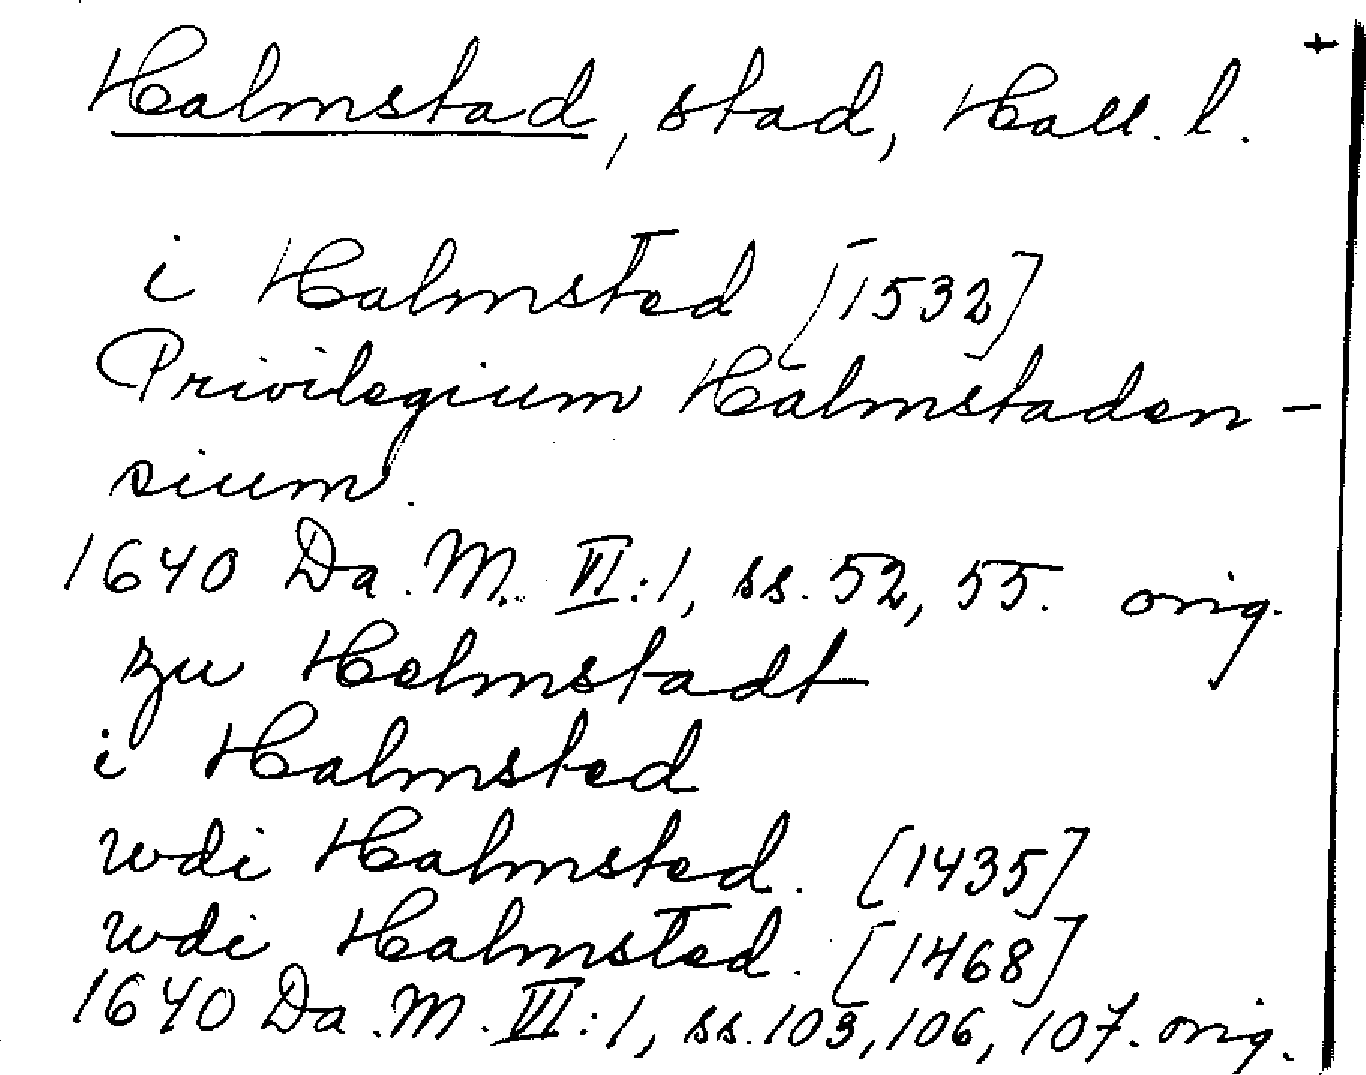 +
Halmstad, stad, Hall. l.
i Halmsted [1532]
Privilegium Halmstaden-
sium.
1640 Da. M. VI:1, ss. 52, 55. orig.
zu Helmstadt
i Halmsted
wdi Halmsted. [1435]
wdi Halmsted. [1468]
1640 Da. M. VI:1, ss. 103, 106, 107. orig.